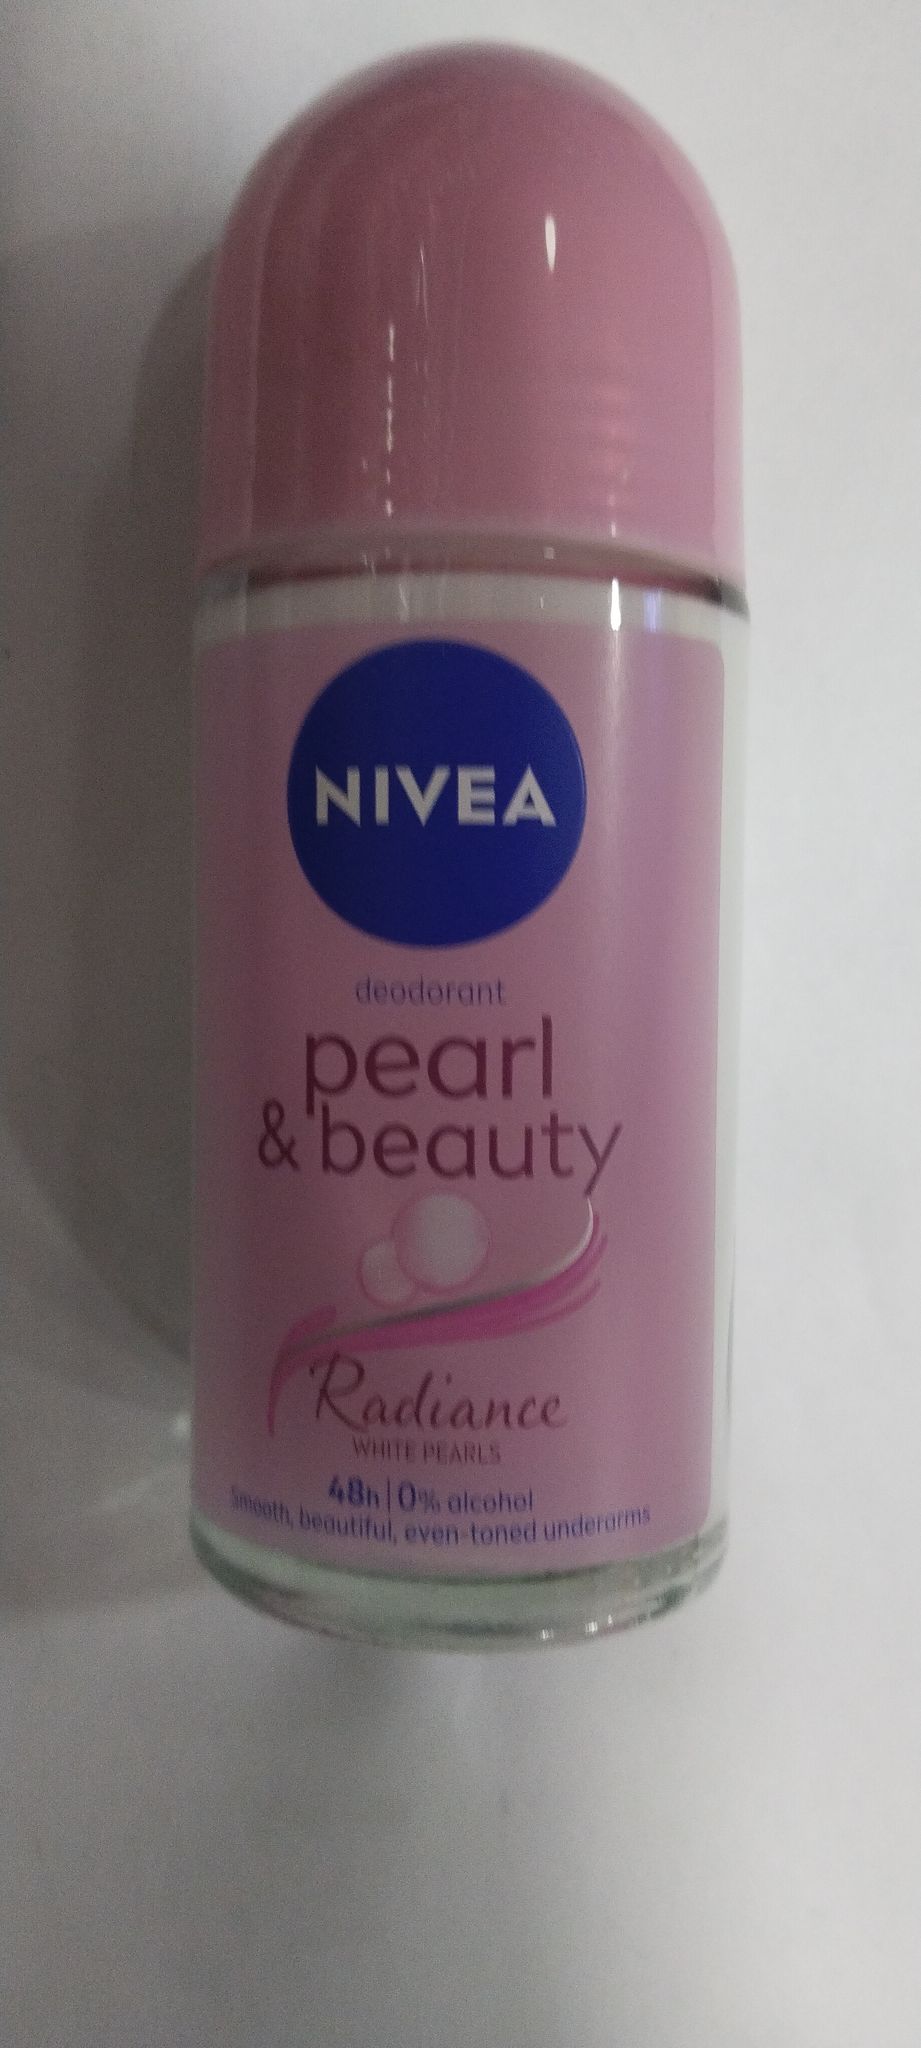 NIVEA
deodorant
pearl
& beauty
Radiance
WHITE PEARLS
48h | 0% alcohol
Smooth, beautiful, even-toned underarms